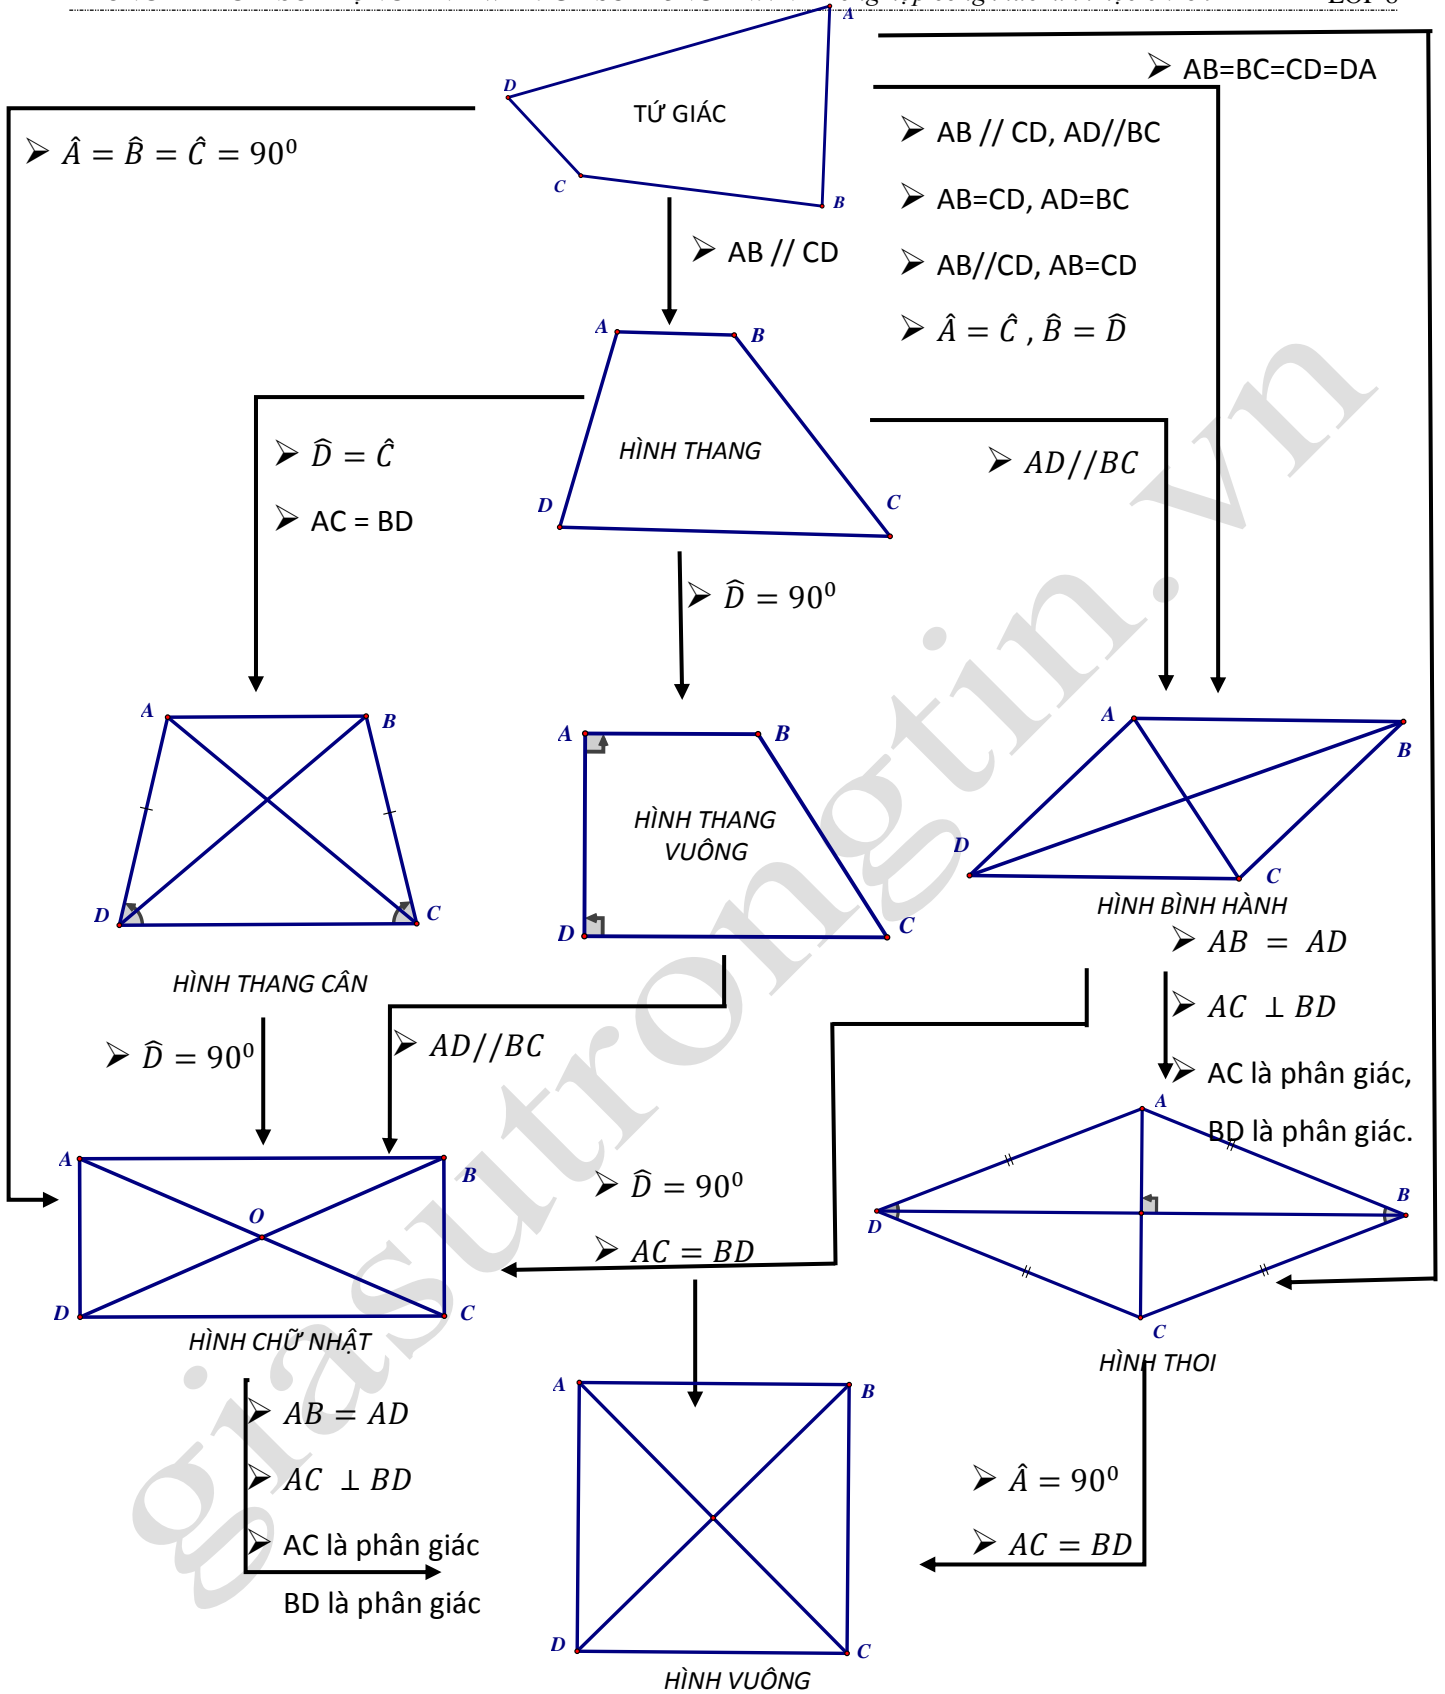 LỚP 8
A
AB=BC=CD=DA
D
TỨ GIÁC
AB // CD, AD//BC
Â = B̂ = Ĉ = 90⁰
C
B
AB=CD, AD=BC
AB // CD
AB//CD, AB=CD
Â = Ĉ , B̂ = D̂
A
B
HÌNH THANG
D̂ = Ĉ
AD//BC
AC = BD
D
C
D̂ = 90⁰
A
B
A
B
A
B
HÌNH THANG
VUÔNG
D
C
D
C
D
C
HÌNH BÌNH HÀNH
AB = AD
HÌNH THANG CÂN
AC ⊥ BD
D̂ = 90⁰
AD//BC
AC là phân giác,
BD là phân giác.
A
A
B
D̂ = 90⁰
B
O
D
AC = BD
D
C
C
HÌNH CHỮ NHẬT
HÌNH THOI
A
B
AB = AD
AC ⊥ BD
Â = 90⁰
AC là phân giác
AC = BD
BD là phân giác
D
C
HÌNH VUÔNG
giasutrongtin.vn